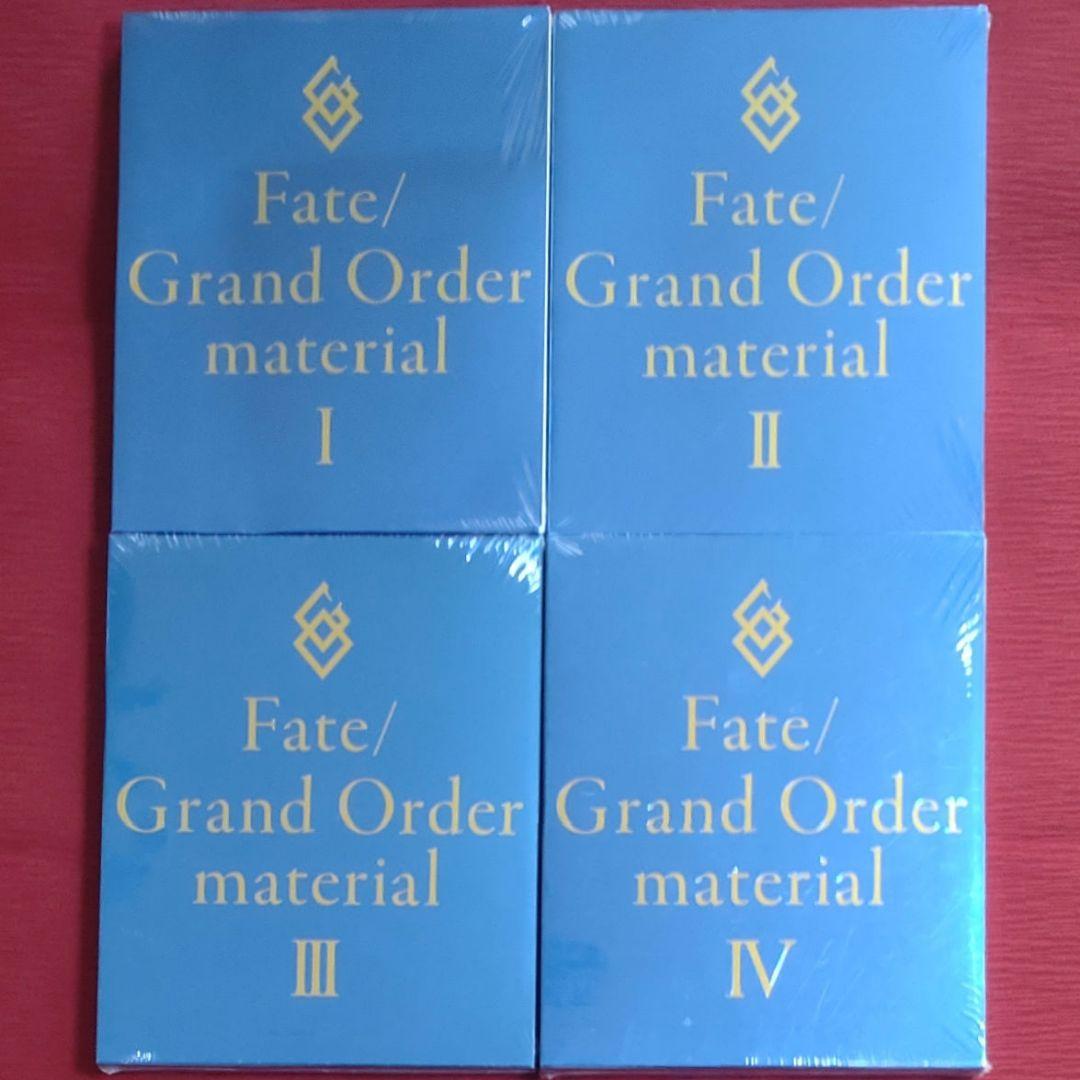 Fate/
Grand Order
material
I
Fate/
Grand Order
material
II
Fate/
Grand Order
material
III
Fate/
Grand Order
material
IV